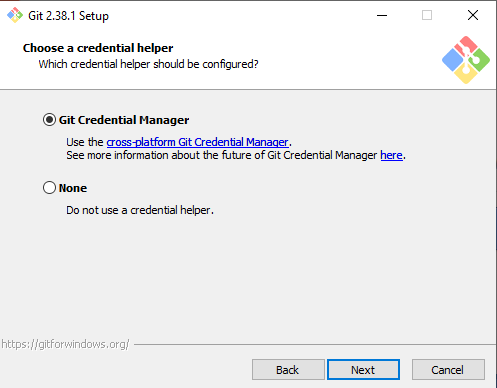 Git 2.38.1 Setup
Choose a credential helper
Which credential helper should be configured?
Git Credential Manager
Use the cross-platform Git Credential Manager.
See more information about the future of Git Credential Manager here.
None
Do not use a credential helper.
https://gitforwindows.org/
Back Next Cancel